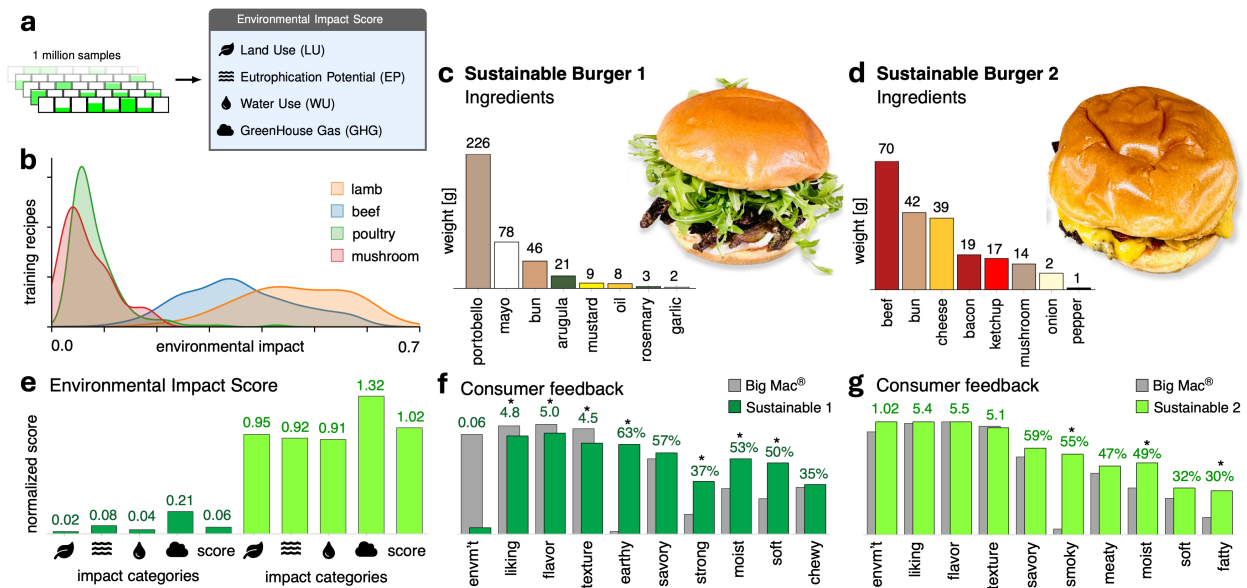 a
1 million samples
Environmental Impact Score
Land Use (LU)
Eutrophication Potential (EP)
Water Use (WU)
GreenHouse Gas (GHG)
b
training recipes
lamb
beef
poultry
mushroom
0.0
environmental impact
0.7
c Sustainable Burger 1
Ingredients
weight [g]
226
78
46
21
9
8
3
2
portobello
mayo
bun
arugula
mustard
oil
rosemary
garlic
d Sustainable Burger 2
Ingredients
weight [g]
70
42
39
19
17
14
2
1
beef
bun
cheese
bacon
ketchup
mushroom
onion
pepper
e Environmental Impact Score
normalized score
0.02
0.08
0.04
0.21
0.06
0.95
0.92
0.91
1.32
1.02
score
score
impact categories
impact categories
f Consumer feedback
Big Mac®
Sustainable 1
0.06
* 4.8
* 5.0
* 4.5
* 63%
57%
* 37%
* 53%
* 50%
35%
envm't
liking
flavor
texture
earthy
savory
strong
moist
soft
chewy
g Consumer feedback
Big Mac®
Sustainable 2
1.02
5.4
5.5
5.1
59%
* 55%
47%
* 49%
32%
* 30%
envm't
liking
flavor
texture
savory
smoky
meaty
moist
soft
fatty